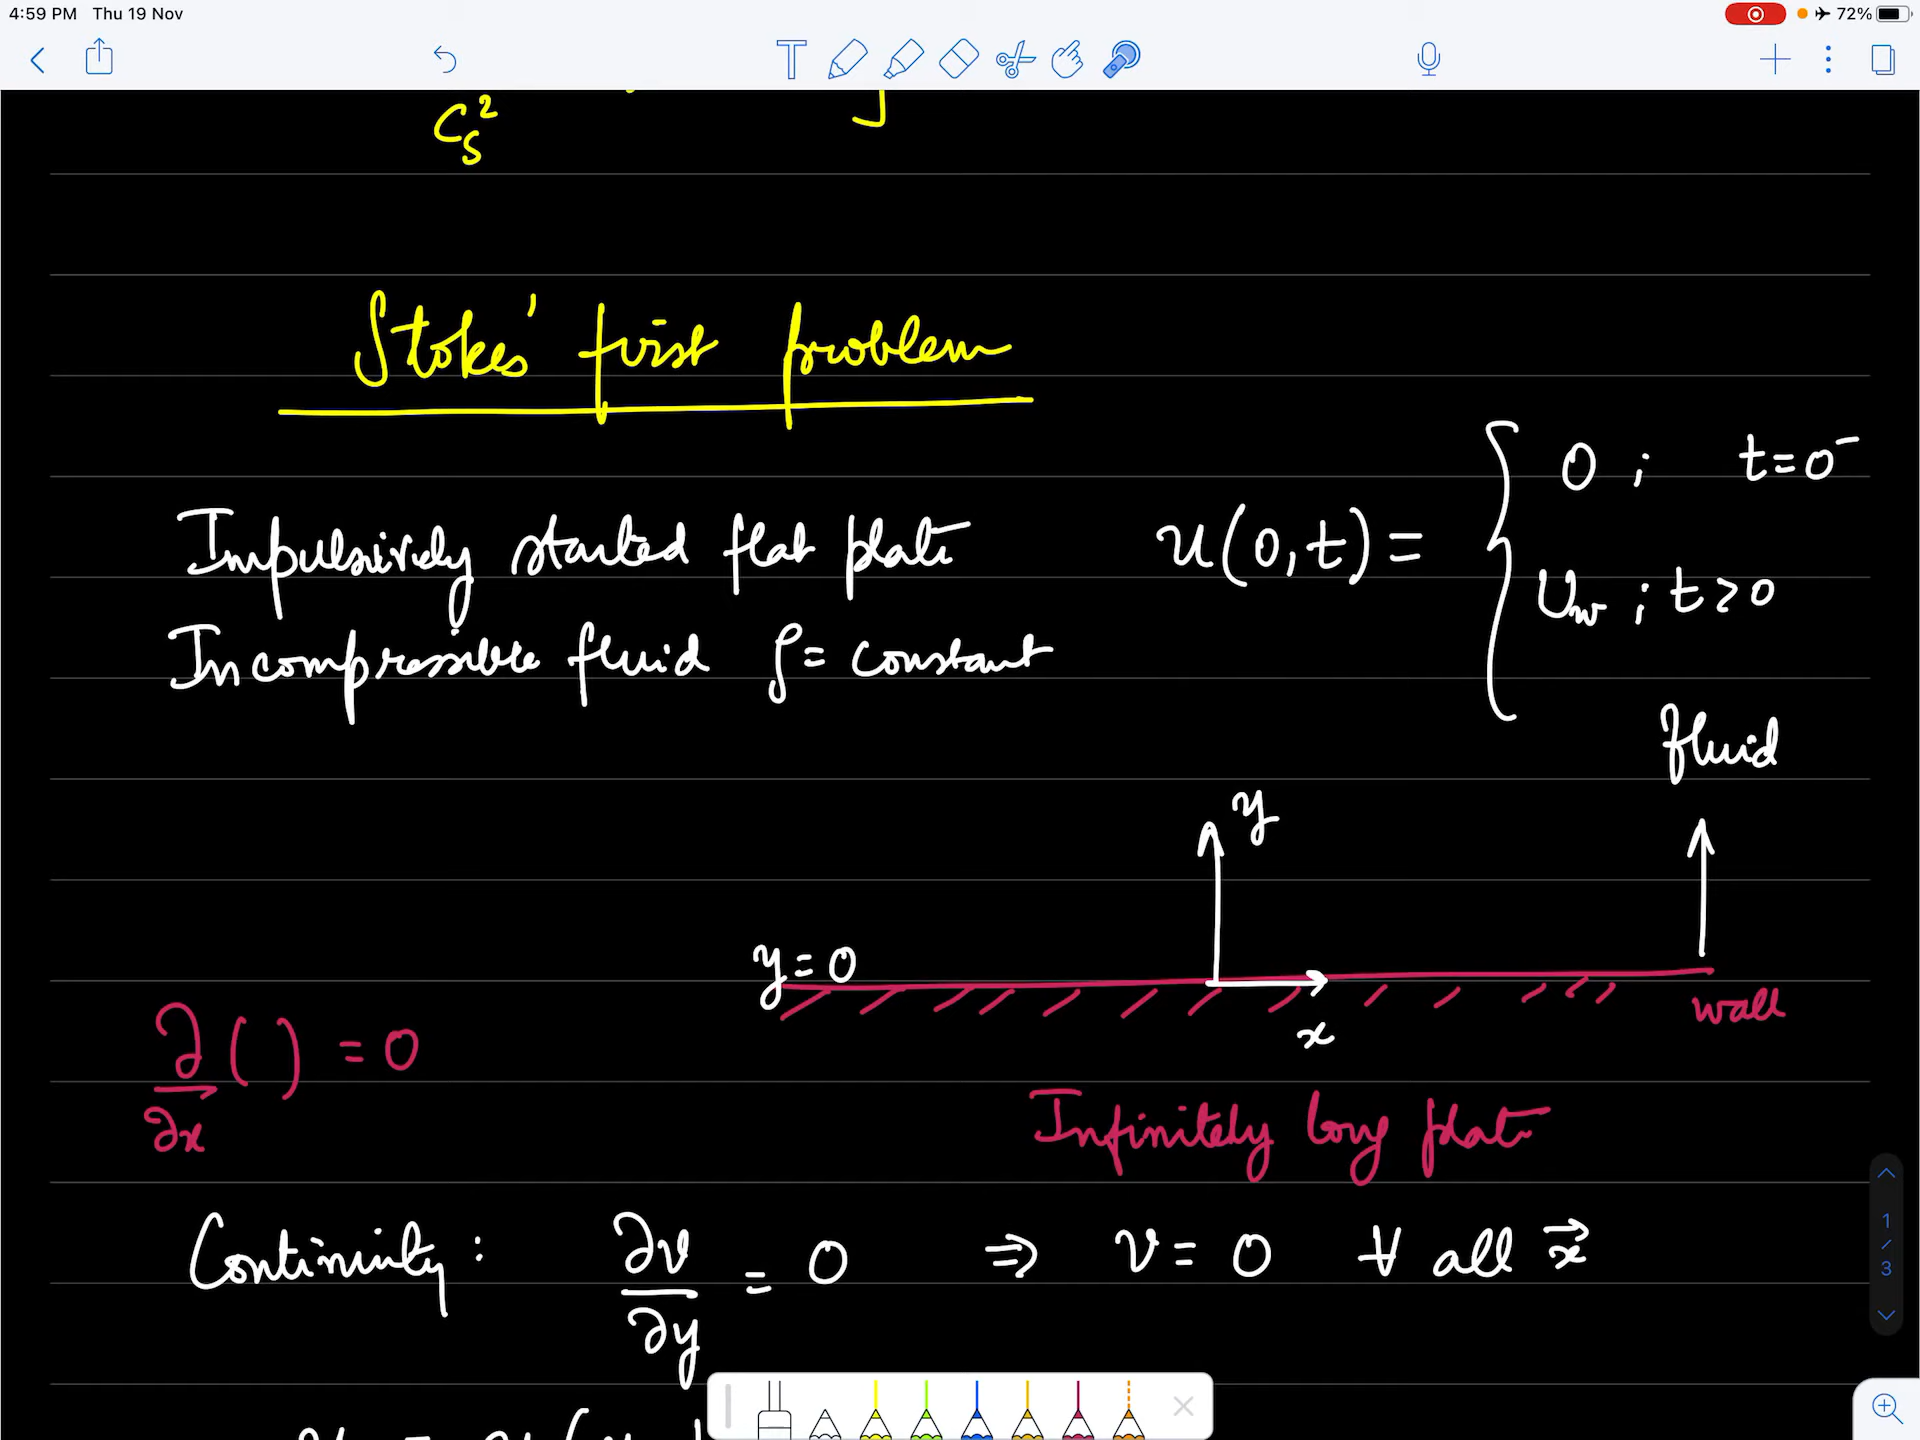 4:59 PM Thu 19 Nov
72%
C_s^2
Stokes' first problem
Impulsively started flat plate
u(0,t) = { 0 ; t=0⁻
U_w ; t>0
Incompressible fluid ρ = constant
fluid
y
y=0
x
wall
∂/∂x ( ) = 0
Infinitely long plate
Continuity : ∂v/∂y = 0 ⇒ v = 0 ∀ all x⃗
1
/
3